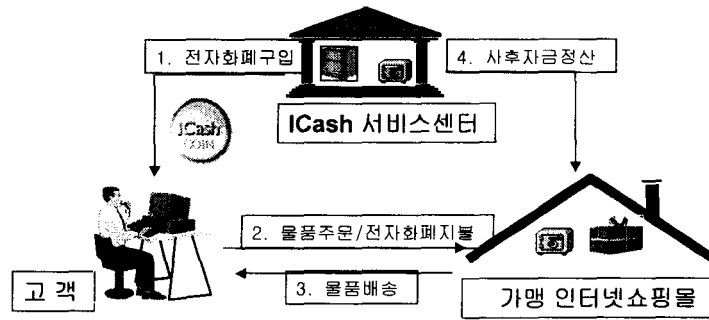 1. 전자화폐구입
4. 사후자금정산
ICash 서비스센터
ICash
COIN
2. 물품주문/전자화폐지불
3. 물품배송
고 객
가맹 인터넷쇼핑몰